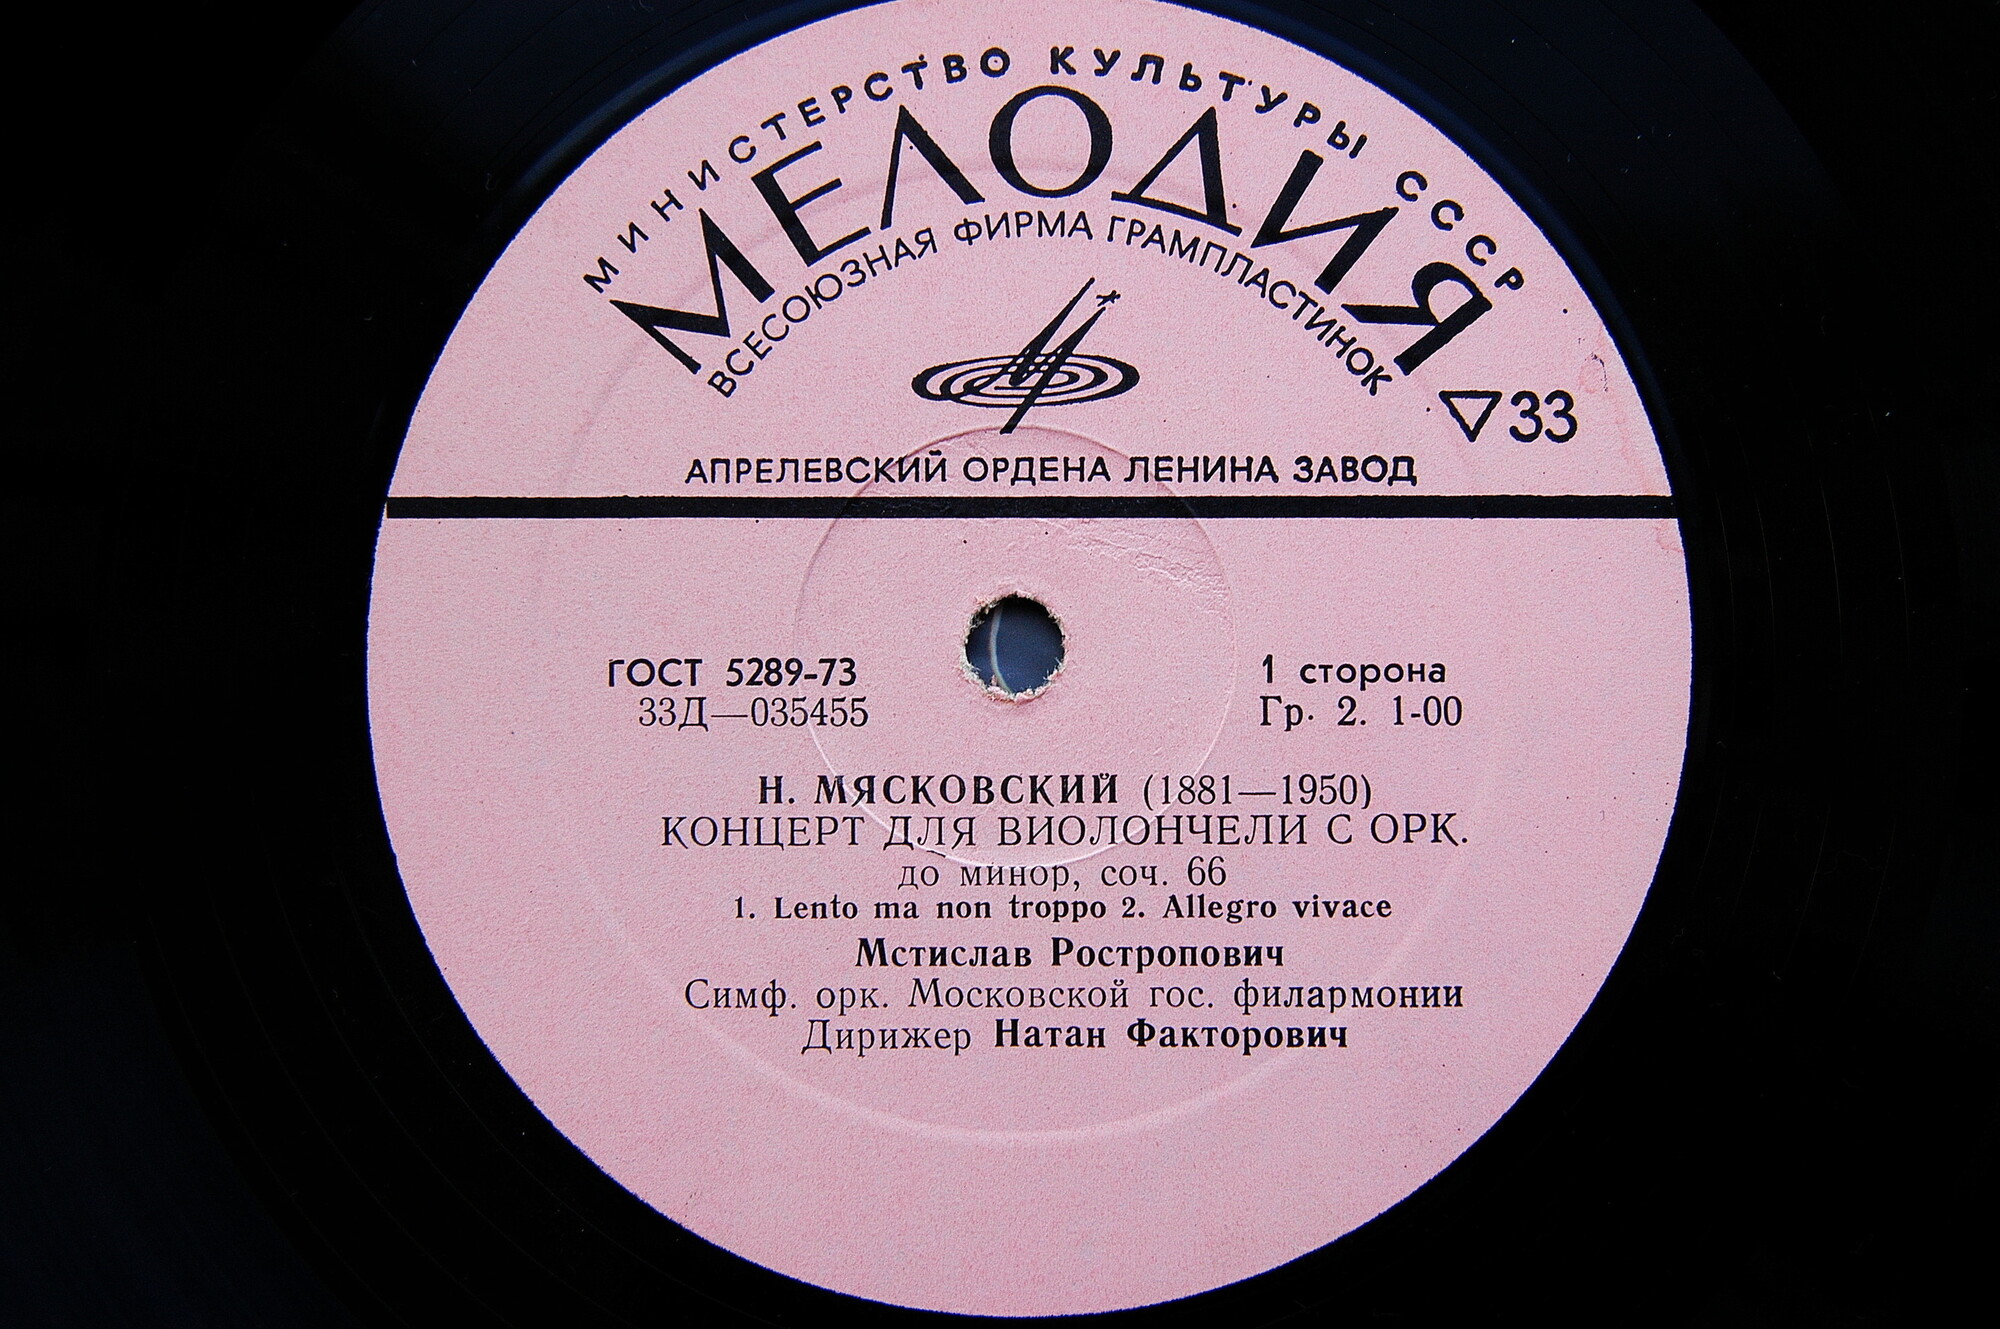 МИНИСТЕРСТВО КУЛЬТУРЫ СССР
МЕЛОДИЯ
ВСЕСОЮЗНАЯ ФИРМА ГРАМПЛАСТИНОК
33
АПРЕЛЕВСКИЙ ОРДЕНА ЛЕНИНА ЗАВОД
ГОСТ 5289-73
33Д—035455
1 сторона
Гр. 2. 1-00
Н. МЯСКОВСКИЙ (1881—1950)
КОНЦЕРТ ДЛЯ ВИОЛОНЧЕЛИ С ОРК.
до минор, соч. 66
1. Lento ma non troppo 2. Allegro vivace
Мстислав Ростропович
Симф. орк. Московской гос. филармонии
Дирижер Натан Факторович